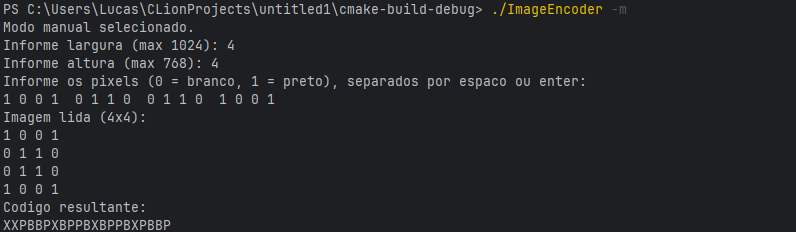 PS C:\Users\Lucas\CLionProjects\untitled1\cmake-build-debug> ./ImageEncoder -m
Modo manual selecionado.
Informe largura (max 1024): 4
Informe altura (max 768): 4
Informe os pixels (0 = branco, 1 = preto), separados por espaco ou enter:
1 0 0 1  0 1 1 0  0 1 1 0  1 0 0 1
Imagem lida (4x4):
1 0 0 1
0 1 1 0
0 1 1 0
1 0 0 1
Codigo resultante:
XXPBBPXBPPBXBPPBXPBBP